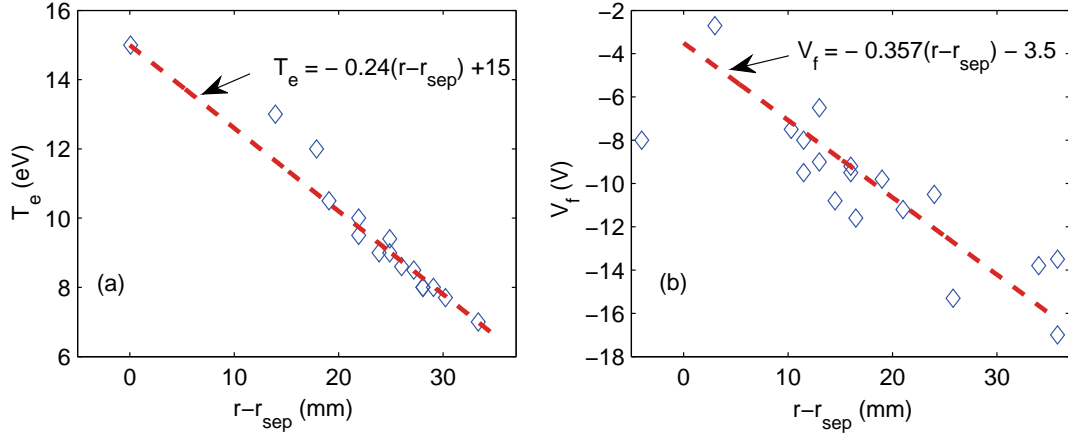 16
14
12
10
8
6
0
10
20
30
T_e (eV)
r−r_sep (mm)
T_e = − 0.24(r−r_sep) +15
(a)
−2
−4
−6
−8
−10
−12
−14
−16
−18
0
10
20
30
V_f (V)
r−r_sep (mm)
V_f = − 0.357(r−r_sep) − 3.5
(b)